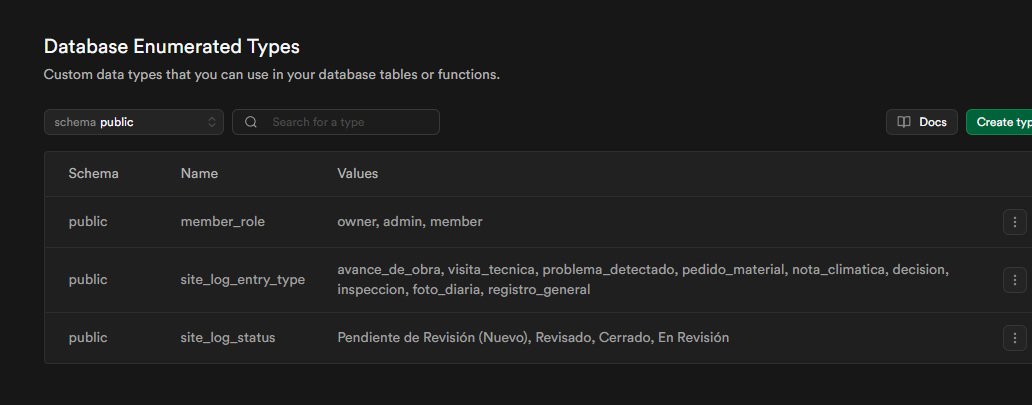 Database Enumerated Types
Custom data types that you can use in your database tables or functions.
schema public
Search for a type
Docs
Create typ
Schema Name Values
public member_role owner, admin, member
public site_log_entry_type avance_de_obra, visita_tecnica, problema_detectado, pedido_material, nota_climatica, decision,
inspeccion, foto_diaria, registro_general
public site_log_status Pendiente de Revisión (Nuevo), Revisado, Cerrado, En Revisión